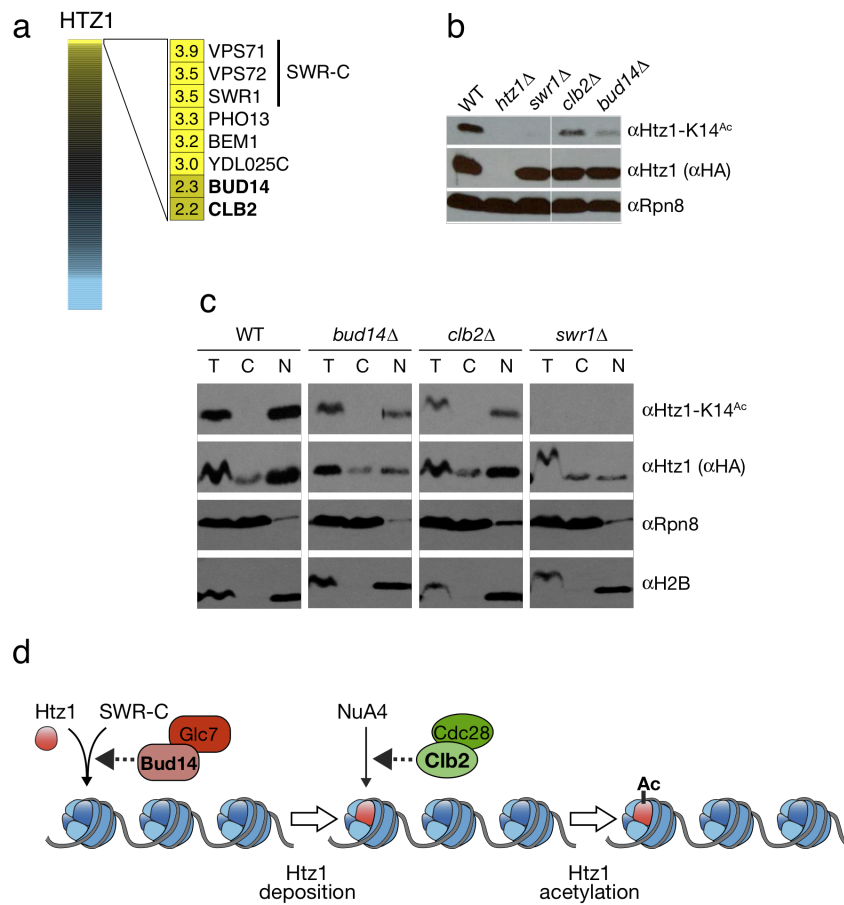 a
HTZ1
3.9 VPS71
3.5 VPS72
3.5 SWR1
SWR-C
3.3 PHO13
3.2 BEM1
3.0 YDL025C
2.3 BUD14
2.2 CLB2
b
WT htz1Δ swr1Δ clb2Δ bud14Δ
αHtz1-K14Ac
αHtz1 (αHA)
αRpn8
c
WT bud14Δ clb2Δ swr1Δ
T C N T C N T C N T C N
αHtz1-K14Ac
αHtz1 (αHA)
αRpn8
αH2B
d
Htz1 SWR-C
Glc7
Bud14
NuA4
Cdc28
Clb2
Ac
Htz1
deposition
Htz1
acetylation